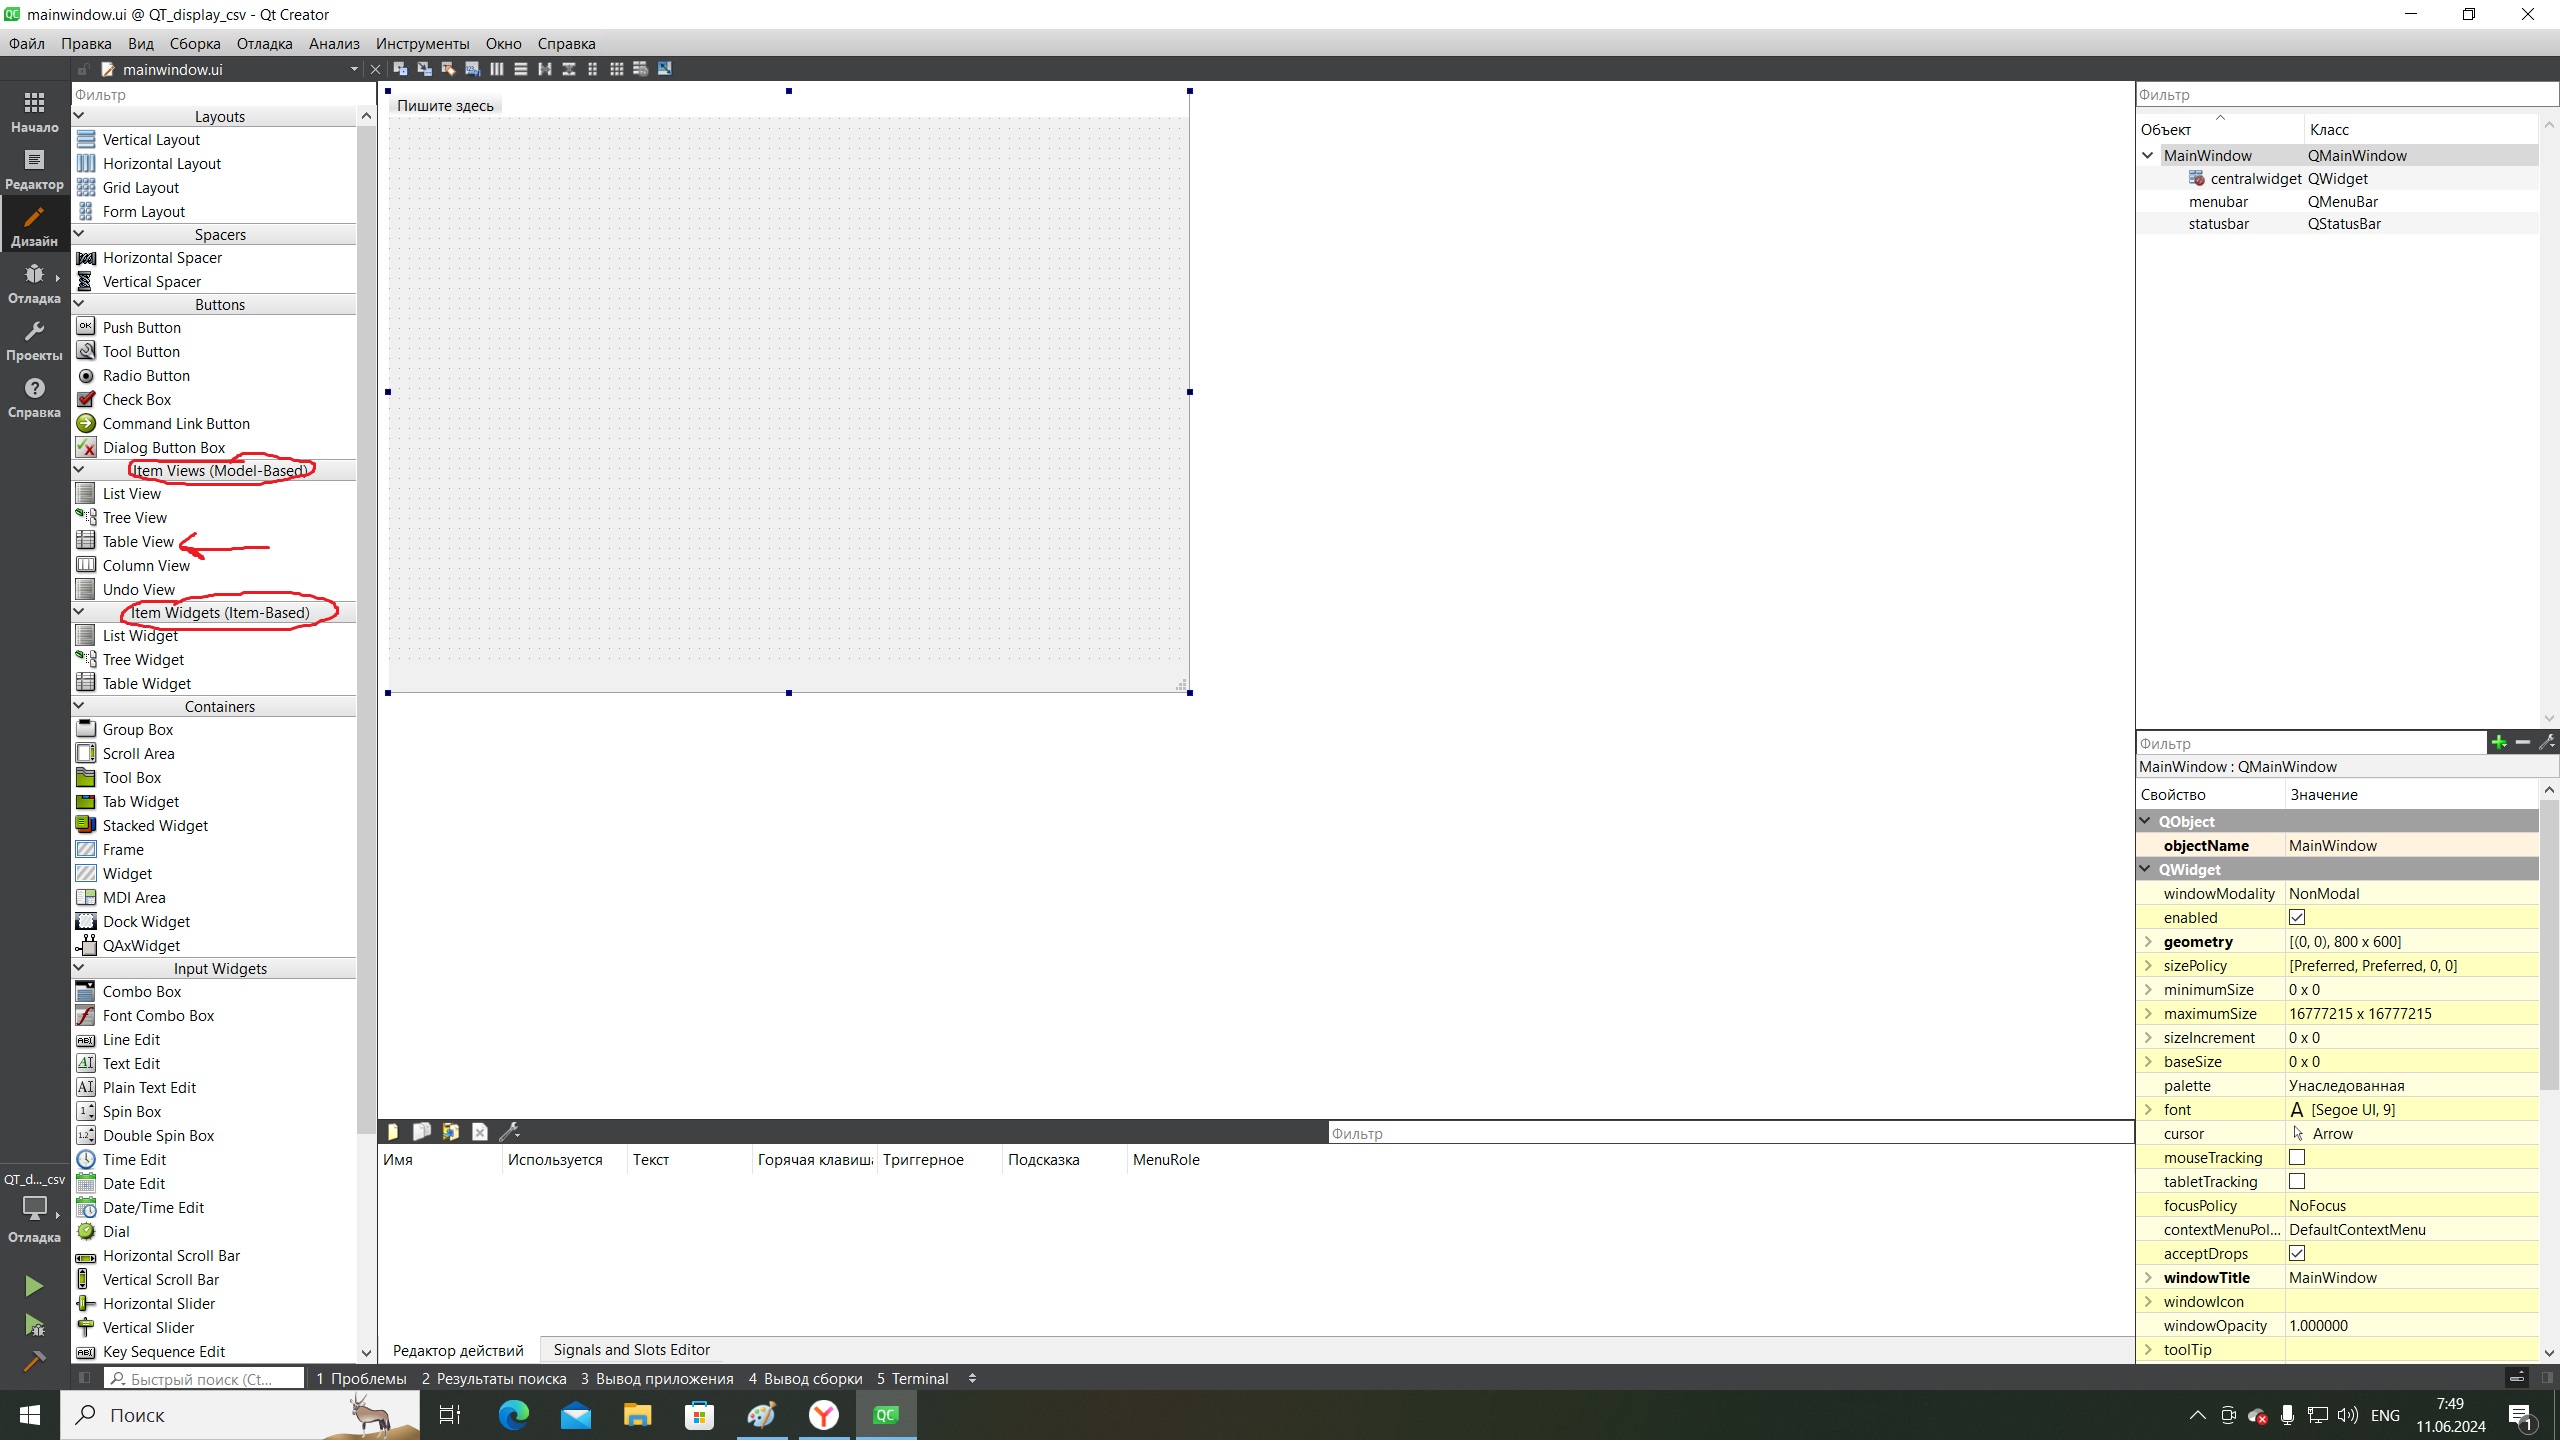 mainwindow.ui @ QT_display_csv - Qt Creator
Файл Правка Вид Сборка Отладка Анализ Инструменты Окно Справка
mainwindow.ui
Начало
Редактор
Дизайн
Отладка
Проекты
Справка
QT_d..._csv
Отладка
Фильтр
Layouts
Vertical Layout
Horizontal Layout
Grid Layout
Form Layout
Spacers
Horizontal Spacer
Vertical Spacer
Buttons
Push Button
Tool Button
Radio Button
Check Box
Command Link Button
Dialog Button Box
Item Views (Model-Based)
List View
Tree View
Table View
Column View
Undo View
Item Widgets (Item-Based)
List Widget
Tree Widget
Table Widget
Containers
Group Box
Scroll Area
Tool Box
Tab Widget
Stacked Widget
Frame
Widget
MDI Area
Dock Widget
QAxWidget
Input Widgets
Combo Box
Font Combo Box
Line Edit
Text Edit
Plain Text Edit
Spin Box
Double Spin Box
Time Edit
Date Edit
Date/Time Edit
Dial
Horizontal Scroll Bar
Vertical Scroll Bar
Horizontal Slider
Vertical Slider
Key Sequence Edit
Пишите здесь
Фильтр
Имя Используется Текст Горячая клавиш Триггерное Подсказка MenuRole
Редактор действий Signals and Slots Editor
Фильтр
Объект Класс
MainWindow QMainWindow
centralwidget QWidget
menubar QMenuBar
statusbar QStatusBar
Фильтр
MainWindow : QMainWindow
Свойство Значение
QObject
objectName MainWindow
QWidget
windowModality NonModal
enabled
geometry [(0, 0), 800 x 600]
sizePolicy [Preferred, Preferred, 0, 0]
minimumSize 0 x 0
maximumSize 16777215 x 16777215
sizeIncrement 0 x 0
baseSize 0 x 0
palette Унаследованная
font A [Segoe UI, 9]
cursor Arrow
mouseTracking
tabletTracking
focusPolicy NoFocus
contextMenuPol... DefaultContextMenu
acceptDrops
windowTitle MainWindow
windowIcon
windowOpacity 1.000000
toolTip
Быстрый поиск (Ct... 1 Проблемы 2 Результаты поиска 3 Вывод приложения 4 Вывод сборки 5 Terminal
Поиск
QC
ENG
7:49
11.06.2024
1